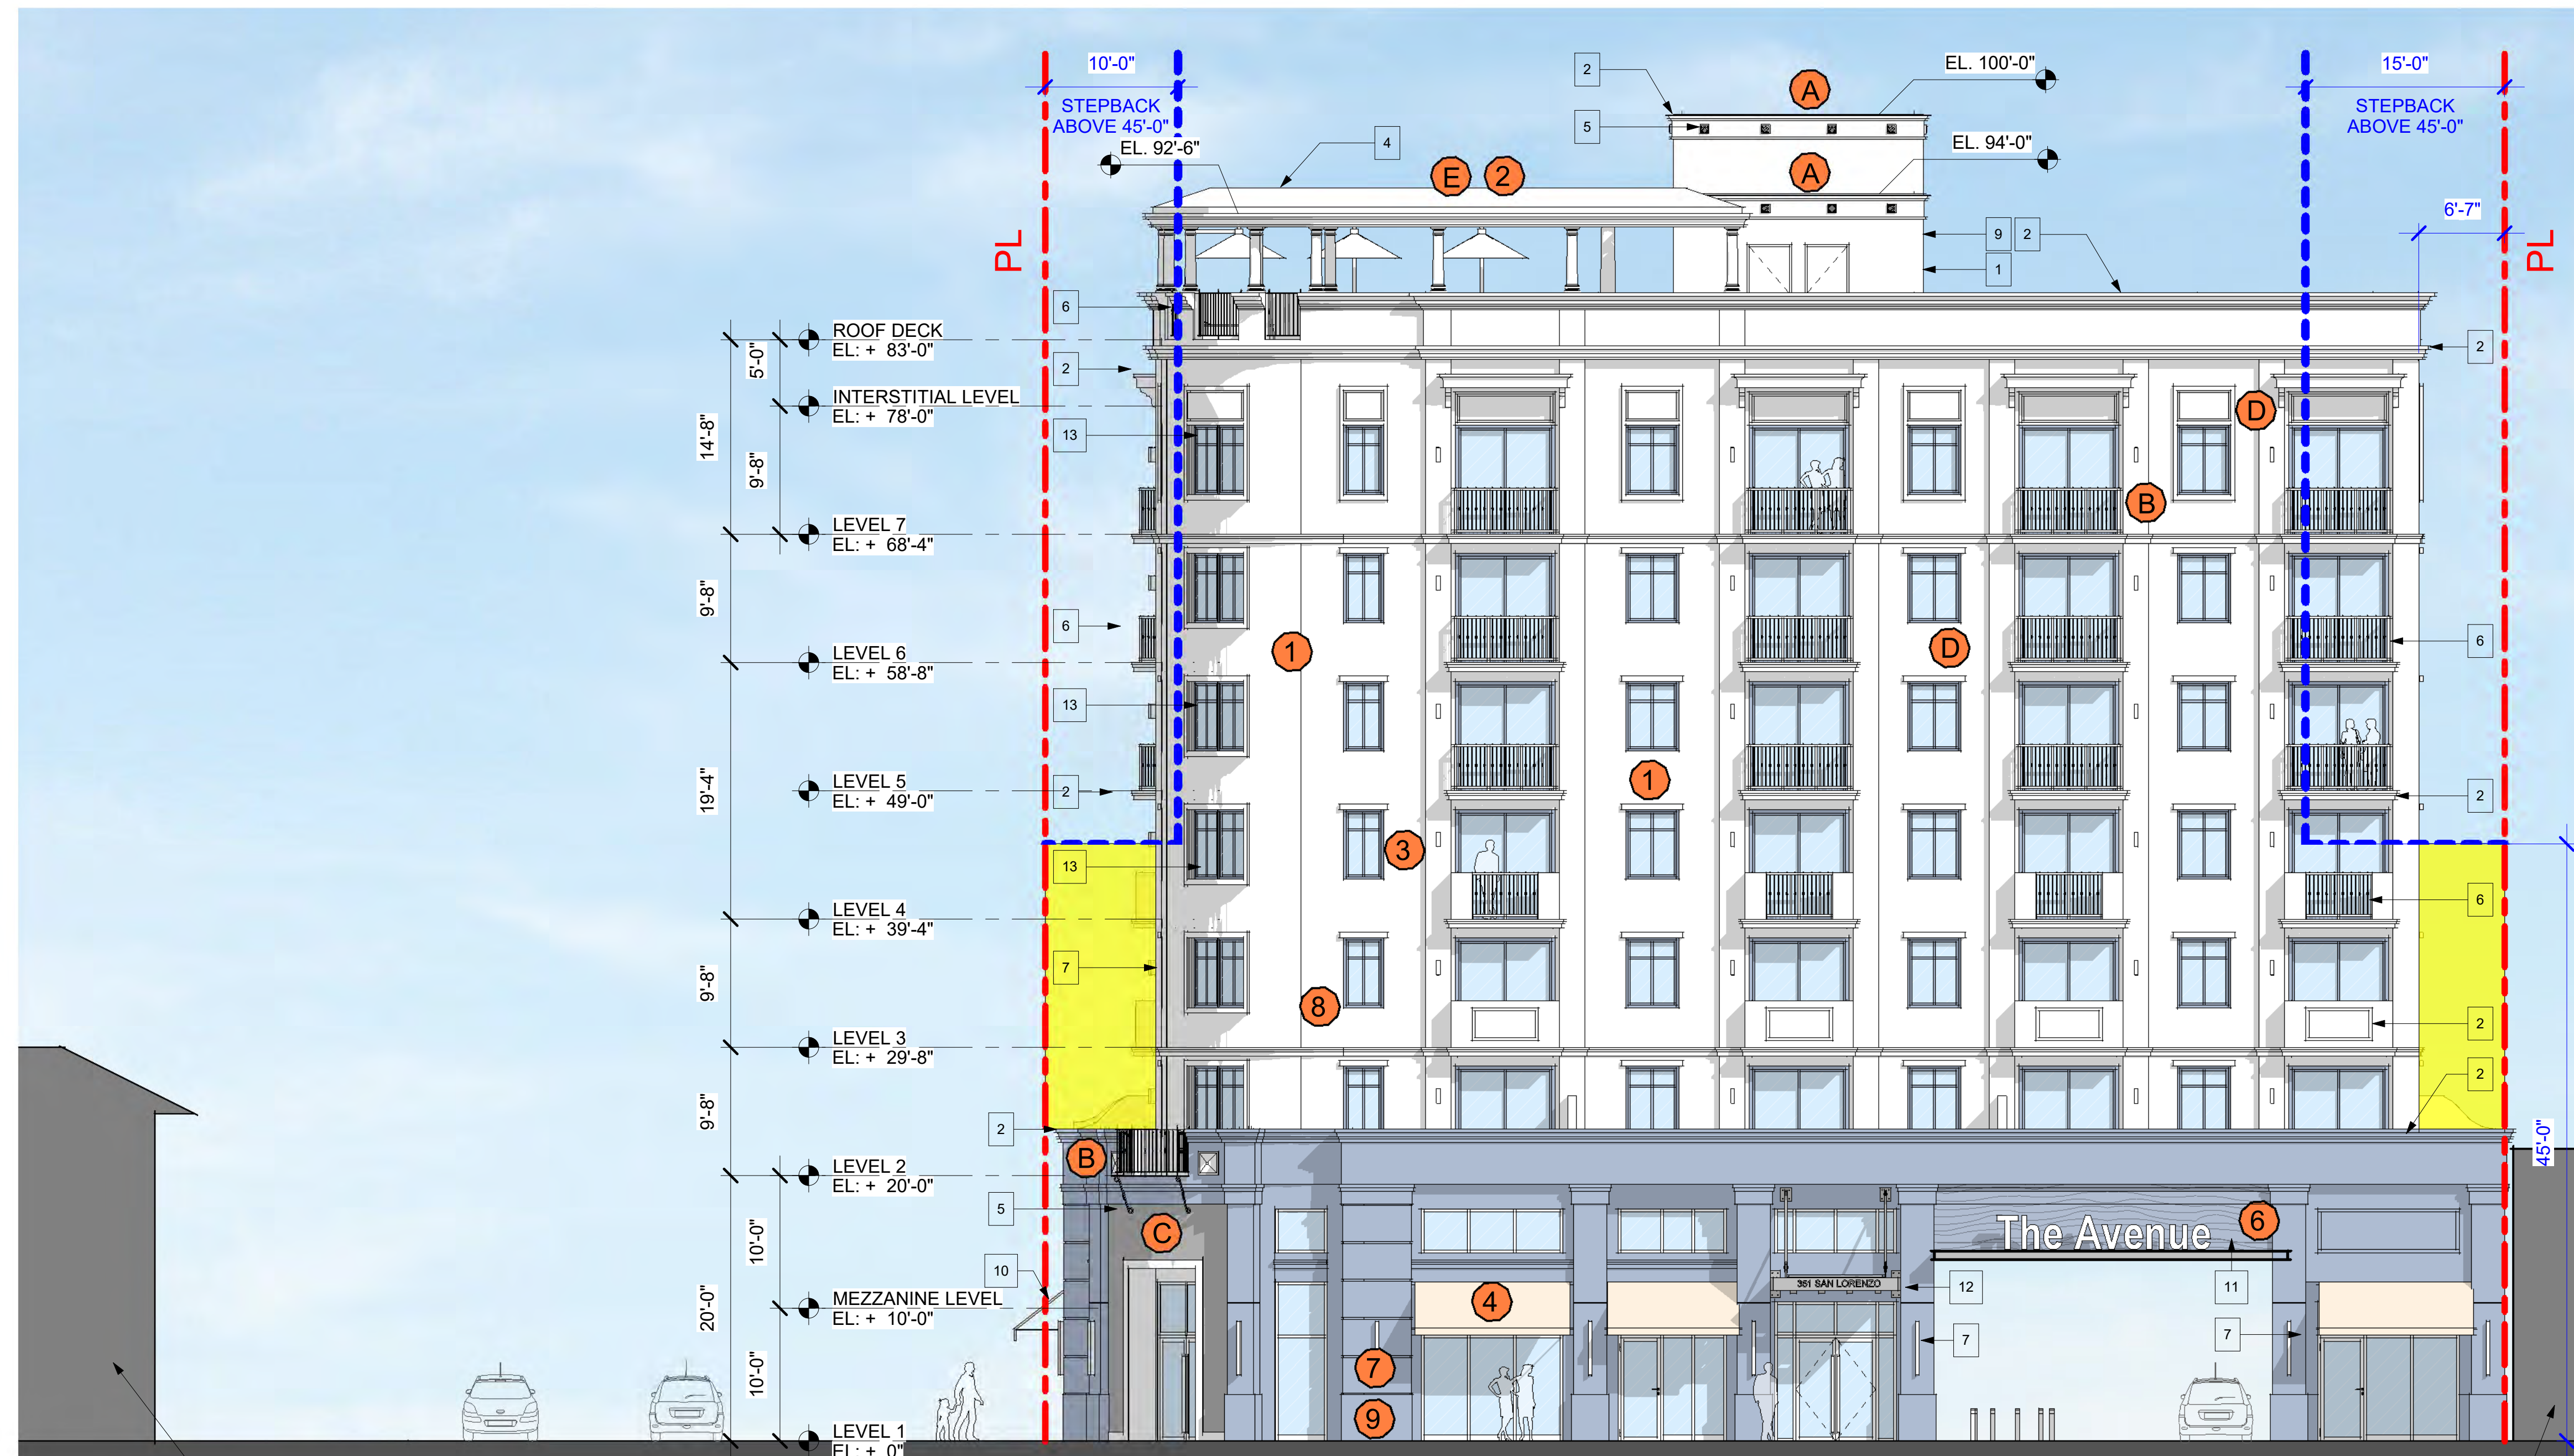 10'-0"
STEPBACK
ABOVE 45'-0"
EL. 92'-6"
2
A
EL. 100'-0"
5
4
E
2
A
EL. 94'-0"
15'-0"
STEPBACK
ABOVE 45'-0"
6'-7"
PL
PL
9
2
1
6
ROOF DECK
EL: + 83'-0"
5'-0"
2
2
INTERSTITIAL LEVEL
EL: + 78'-0"
D
14'-8"
9'-8"
13
B
LEVEL 7
EL: + 68'-4"
9'-8"
6
1
D
6
LEVEL 6
EL: + 58'-8"
13
19'-4"
LEVEL 5
EL: + 49'-0"
2
1
2
13
3
LEVEL 4
EL: + 39'-4"
6
9'-8"
7
8
2
LEVEL 3
EL: + 29'-8"
2
9'-8"
2
B
45'-0"
LEVEL 2
EL: + 20'-0"
5
C
The Avenue
6
10'-0"
10
351 SAN LORENZO
12
11
4
MEZZANINE LEVEL
EL: + 10'-0"
20'-0"
7
7
10'-0"
7
9
LEVEL 1
EL: + 0"